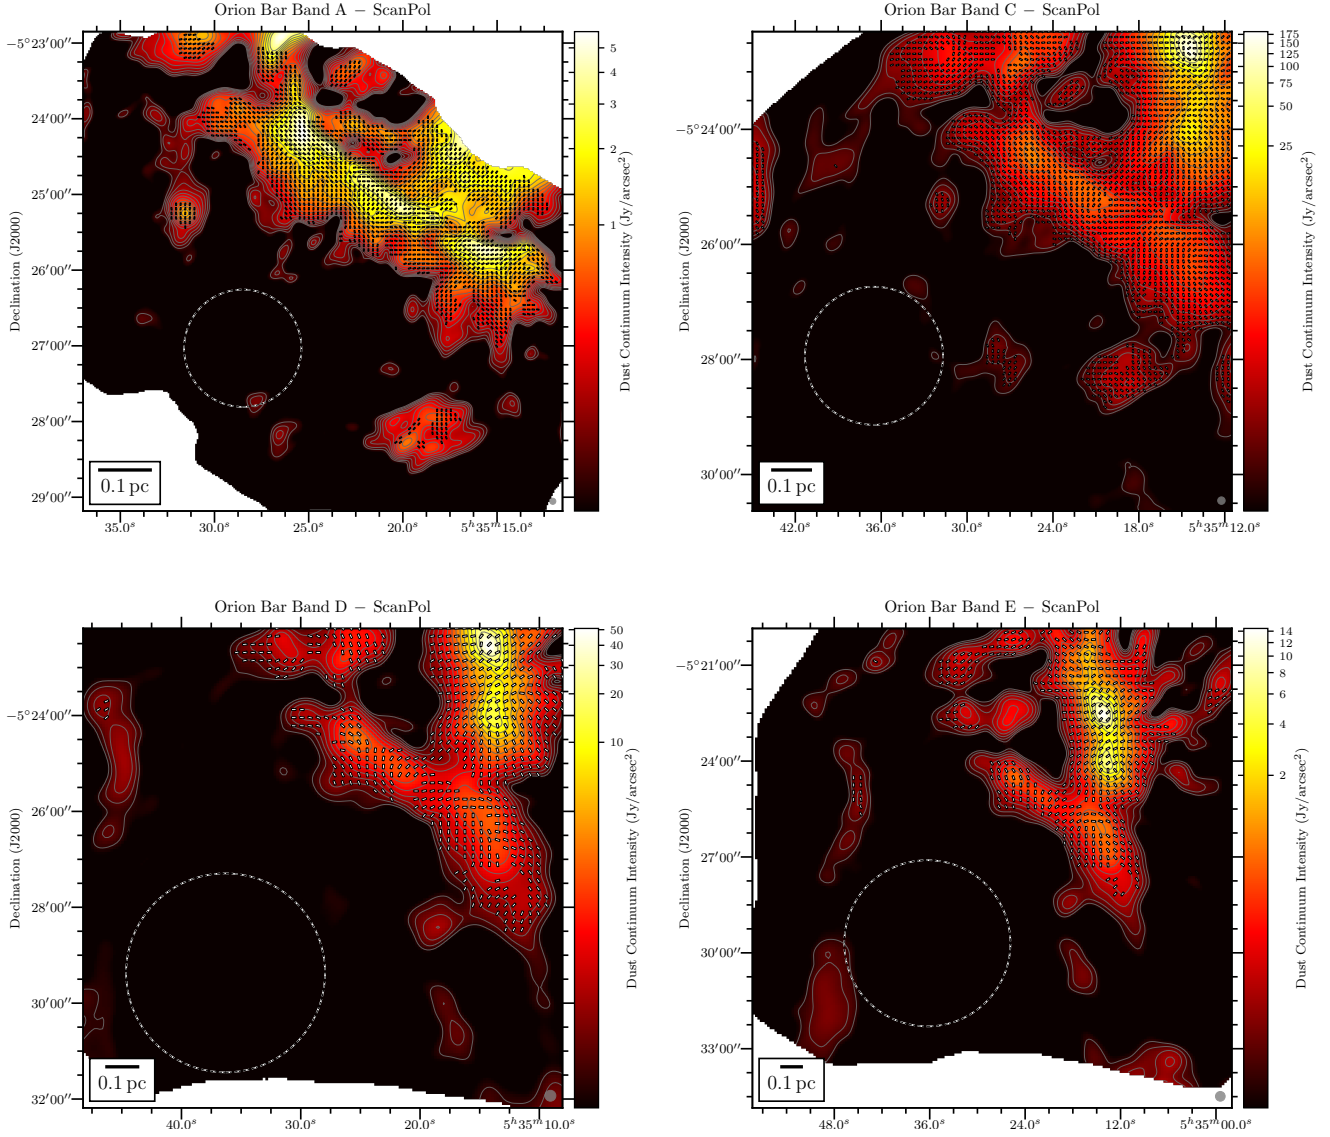 Orion Bar Band A − ScanPol
Declination (J2000)
−5°23′00″
24′00″
25′00″
26′00″
27′00″
28′00″
29′00″
0.1 pc
35.0ˢ 30.0ˢ 25.0ˢ 20.0ˢ 5ʰ35ᵐ15.0ˢ
5
4
3
2
1
Dust Continuum Intensity (Jy/arcsec²)
Orion Bar Band C − ScanPol
Declination (J2000)
−5°24′00″
26′00″
28′00″
30′00″
0.1 pc
42.0ˢ 36.0ˢ 30.0ˢ 24.0ˢ 18.0ˢ 5ʰ35ᵐ12.0ˢ
175
150
125
100
75
50
25
Dust Continuum Intensity (Jy/arcsec²)
Orion Bar Band D − ScanPol
Declination (J2000)
−5°24′00″
26′00″
28′00″
30′00″
32′00″
0.1 pc
40.0ˢ 30.0ˢ 20.0ˢ 5ʰ35ᵐ10.0ˢ
50
40
30
20
10
Dust Continuum Intensity (Jy/arcsec²)
Orion Bar Band E − ScanPol
Declination (J2000)
−5°21′00″
24′00″
27′00″
30′00″
33′00″
0.1 pc
48.0ˢ 36.0ˢ 24.0ˢ 12.0ˢ 5ʰ35ᵐ00.0ˢ
14
12
10
8
6
4
2
Dust Continuum Intensity (Jy/arcsec²)